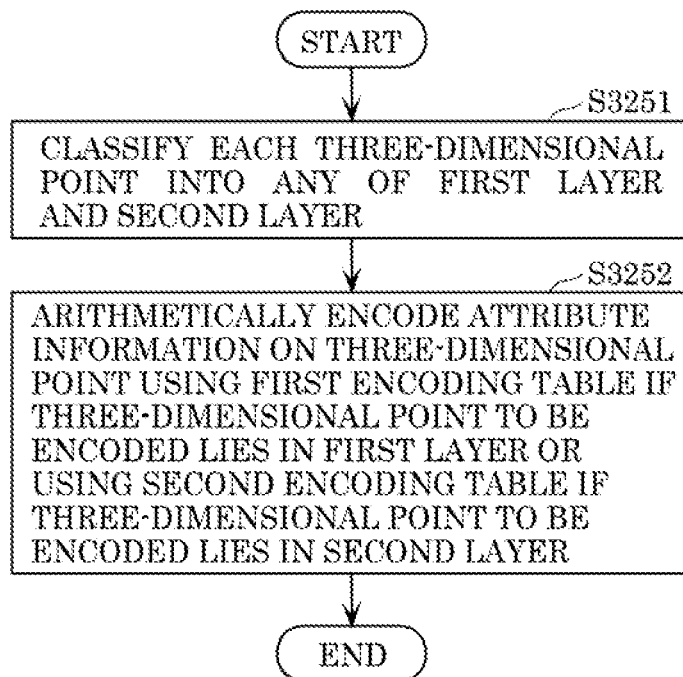 START
S3251
CLASSIFY EACH THREE-DIMENSIONAL
POINT INTO ANY OF FIRST LAYER
AND SECOND LAYER
S3252
ARITHMETICALLY ENCODE ATTRIBUTE
INFORMATION ON THREE-DIMENSIONAL
POINT USING FIRST ENCODING TABLE IF
THREE-DIMENSIONAL POINT TO BE
ENCODED LIES IN FIRST LAYER OR
USING SECOND ENCODING TABLE IF
THREE-DIMENSIONAL POINT TO BE
ENCODED LIES IN SECOND LAYER
END